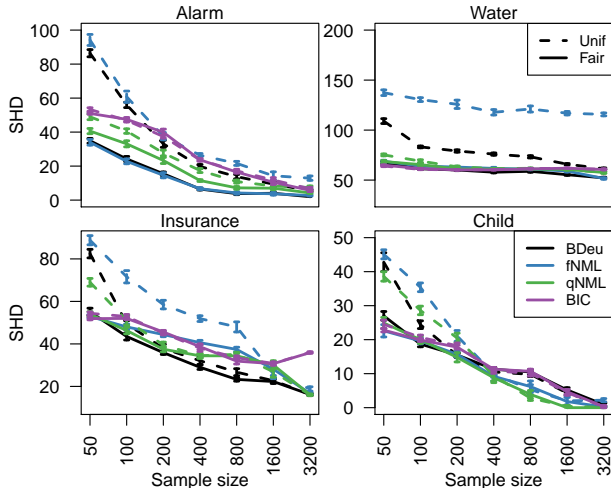 Alarm
Water
SHD
100
80
60
40
20
0
200
150
100
50
Unif
Fair
Insurance
Child
SHD
80
60
40
20
50
40
30
20
10
0
BDeu
fNML
qNML
BIC
50
100
200
400
800
1600
3200
50
100
200
400
800
1600
3200
Sample size
Sample size